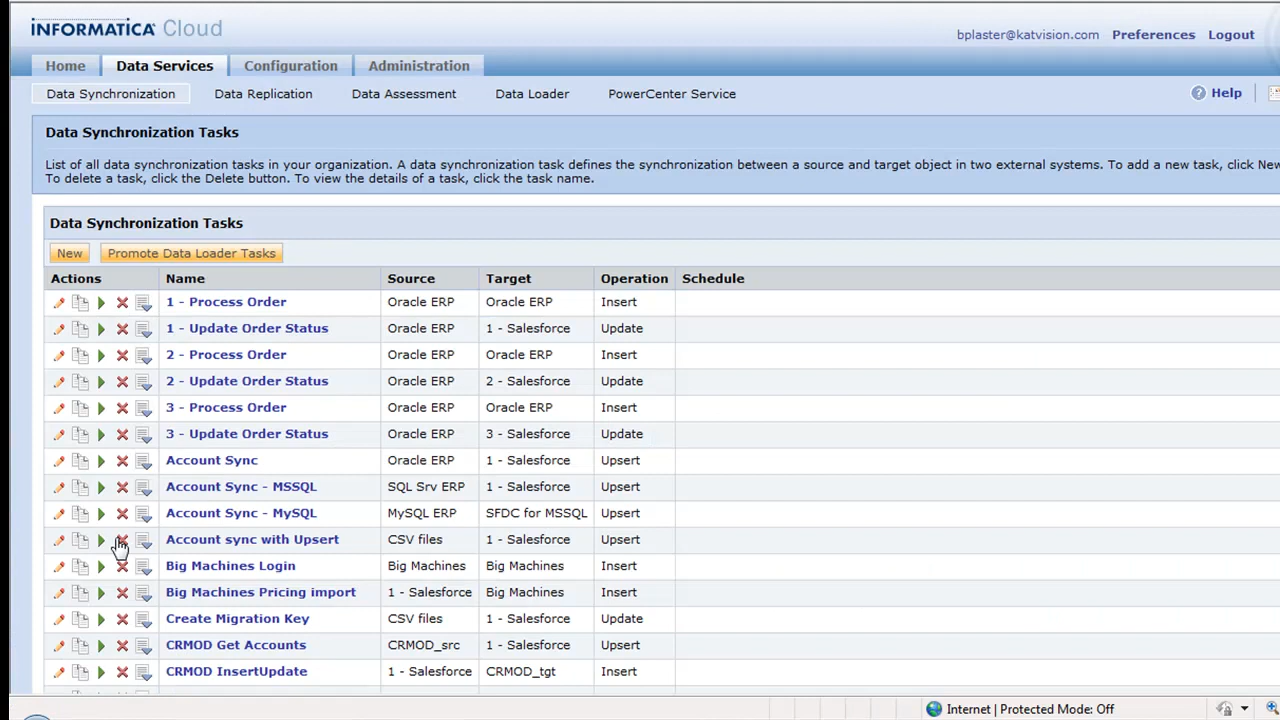 INFORMATICA Cloud
bplaster@katvision.com Preferences Logout
Home Data Services Configuration Administration
Data Synchronization Data Replication Data Assessment Data Loader PowerCenter Service Help
Data Synchronization Tasks
List of all data synchronization tasks in your organization. A data synchronization task defines the synchronization between a source and target object in two external systems. To add a new task, click New
To delete a task, click the Delete button. To view the details of a task, click the task name.
Data Synchronization Tasks
New Promote Data Loader Tasks
Actions Name Source Target Operation Schedule
1 - Process Order Oracle ERP Oracle ERP Insert
1 - Update Order Status Oracle ERP 1 - Salesforce Update
2 - Process Order Oracle ERP Oracle ERP Insert
2 - Update Order Status Oracle ERP 2 - Salesforce Update
3 - Process Order Oracle ERP Oracle ERP Insert
3 - Update Order Status Oracle ERP 3 - Salesforce Update
Account Sync Oracle ERP 1 - Salesforce Upsert
Account Sync - MSSQL SQL Srv ERP 1 - Salesforce Upsert
Account Sync - MySQL MySQL ERP SFDC for MSSQL Upsert
Account sync with Upsert CSV files 1 - Salesforce Upsert
Big Machines Login Big Machines Big Machines Insert
Big Machines Pricing import 1 - Salesforce Big Machines Insert
Create Migration Key CSV files 1 - Salesforce Update
CRMOD Get Accounts CRMOD_src 1 - Salesforce Upsert
CRMOD InsertUpdate 1 - Salesforce CRMOD_tgt Insert
Internet | Protected Mode: Off